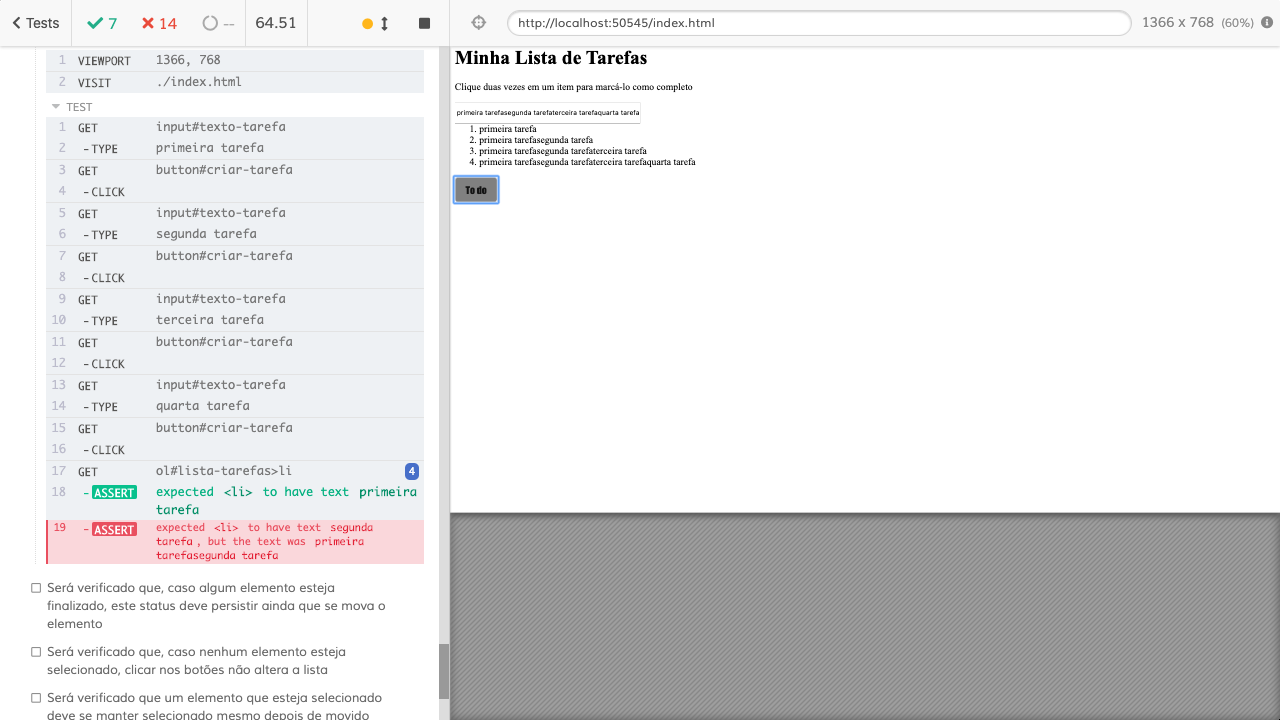 Tests 7 14 -- 64.51 http://localhost:50545/index.html 1366 x 768 (60%)
1 VIEWPORT 1366, 768
2 VISIT ./index.html
TEST
1 GET input#texto-tarefa
2 -TYPE primeira tarefa
3 GET button#criar-tarefa
4 -CLICK
5 GET input#texto-tarefa
6 -TYPE segunda tarefa
7 GET button#criar-tarefa
8 -CLICK
9 GET input#texto-tarefa
10 -TYPE terceira tarefa
11 GET button#criar-tarefa
12 -CLICK
13 GET input#texto-tarefa
14 -TYPE quarta tarefa
15 GET button#criar-tarefa
16 -CLICK
17 GET ol#lista-tarefas>li 4
18 -ASSERT expected <li> to have text primeira
tarefa
19 -ASSERT expected <li> to have text segunda
tarefa, but the text was primeira
tarefasegunda tarefa
Será verificado que, caso algum elemento esteja
finalizado, este status deve persistir ainda que se mova o
elemento
Será verificado que, caso nenhum elemento esteja
selecionado, clicar nos botões não altera a lista
Será verificado que um elemento que esteja selecionado
deve se manter selecionado mesmo depois de movido
Minha Lista de Tarefas
Clique duas vezes em um item para marcá-lo como completo
primeira tarefasegunda tarefaterceira tarefaquarta tarefa
1. primeira tarefa
2. primeira tarefasegunda tarefa
3. primeira tarefasegunda tarefaterceira tarefa
4. primeira tarefasegunda tarefaterceira tarefaquarta tarefa
To do